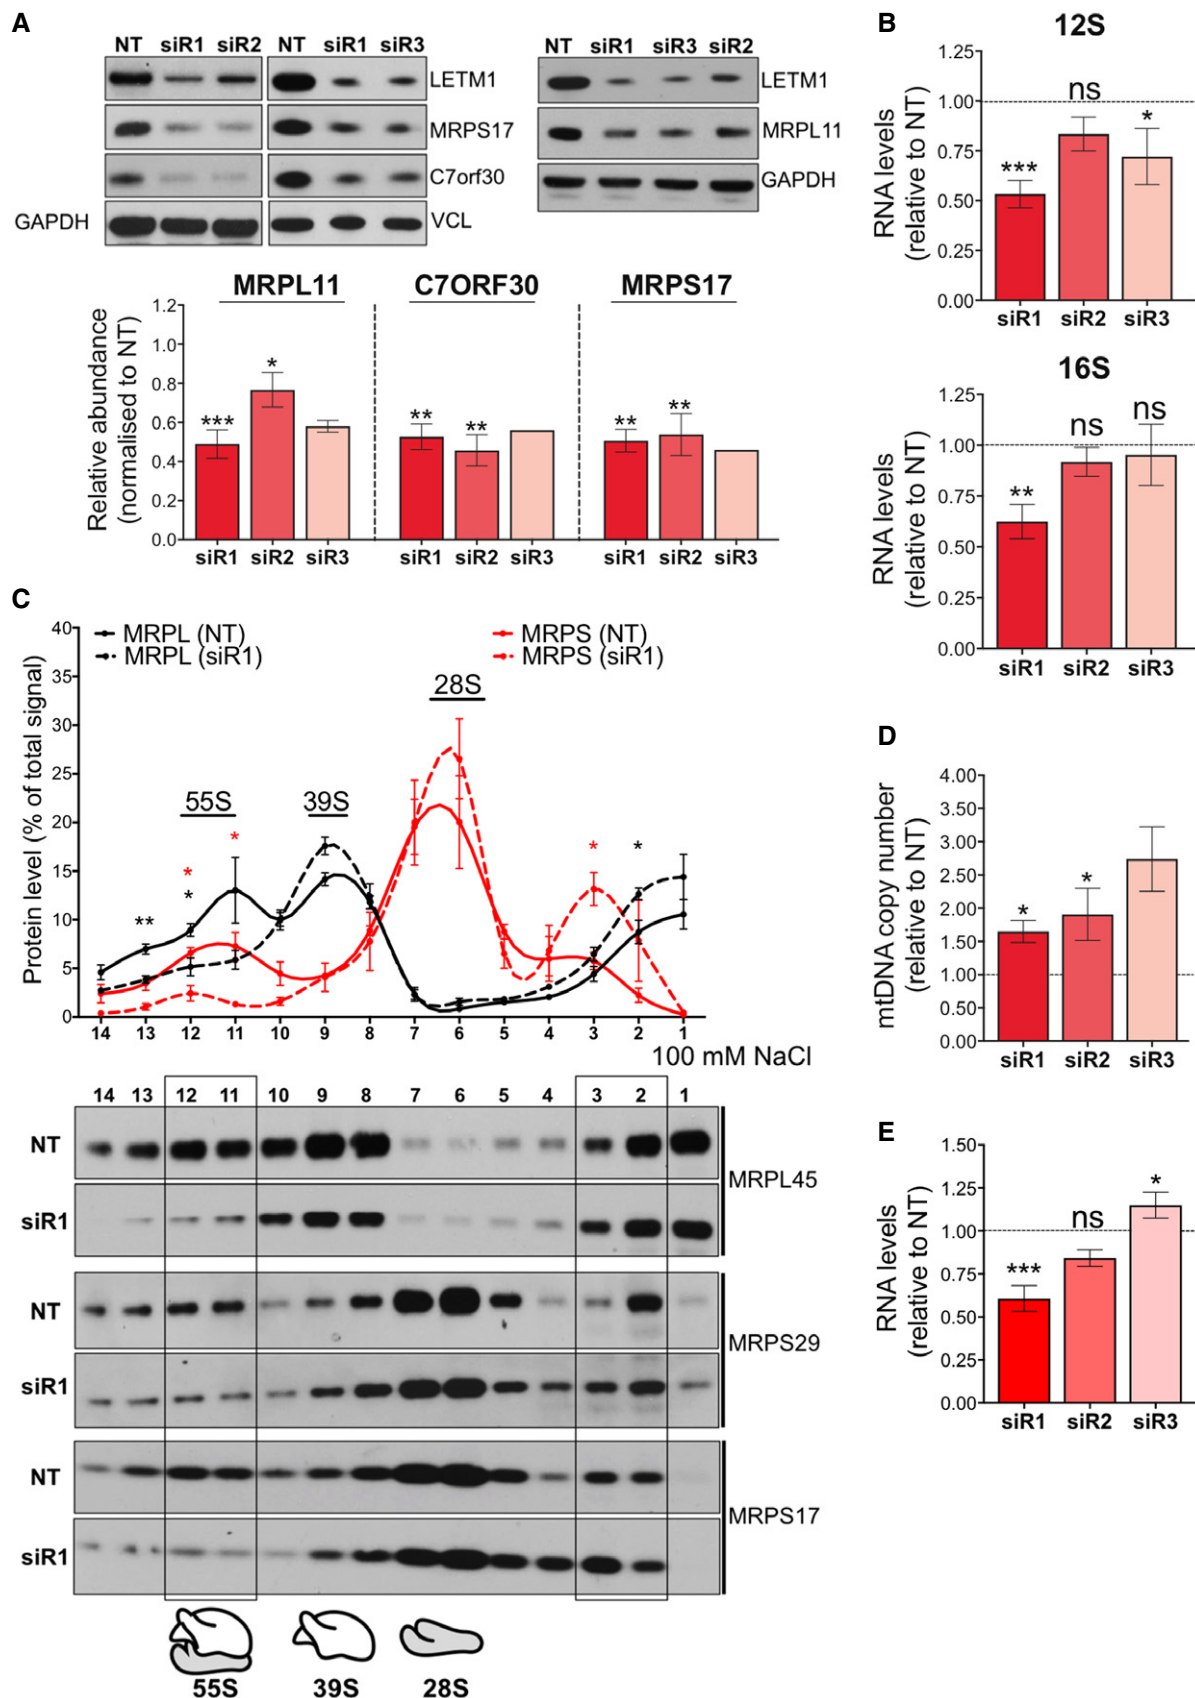 A
NT siR1 siR2 NT siR1 siR3
LETM1
MRPS17
C7orf30
GAPDH
VCL
NT siR1 siR3 siR2
LETM1
MRPL11
GAPDH
Relative abundance
(normalised to NT)
MRPL11 C7ORF30 MRPS17
1.2
1.0
0.8
0.6
0.4
0.2
0.0
*** * ** ** ** **
siR1 siR2 siR3 siR1 siR2 siR3 siR1 siR2 siR3
B
12S
RNA levels
(relative to NT)
1.25
1.00
0.75
0.50
0.25
0.00
*** ns *
siR1 siR2 siR3
16S
RNA levels
(relative to NT)
1.25
1.00
0.75
0.50
0.25
0.00
** ns ns
siR1 siR2 siR3
C
MRPL (NT) MRPS (NT)
MRPL (siR1) MRPS (siR1)
Protein level (% of total signal)
40
35
30
25
20
15
10
5
0
28S
55S 39S
** * * * * *
14 13 12 11 10 9 8 7 6 5 4 3 2 1
100 mM NaCl
14 13 12 11 10 9 8 7 6 5 4 3 2 1
NT
siR1
MRPL45
NT
siR1
MRPS29
NT
siR1
MRPS17
55S 39S 28S
D
mtDNA copy number
(relative to NT)
4.00
3.50
3.00
2.50
2.00
1.50
1.00
0.50
0.00
* *
siR1 siR2 siR3
E
RNA levels
(relative to NT)
1.50
1.25
1.00
0.75
0.50
0.25
0.00
*** ns *
siR1 siR2 siR3